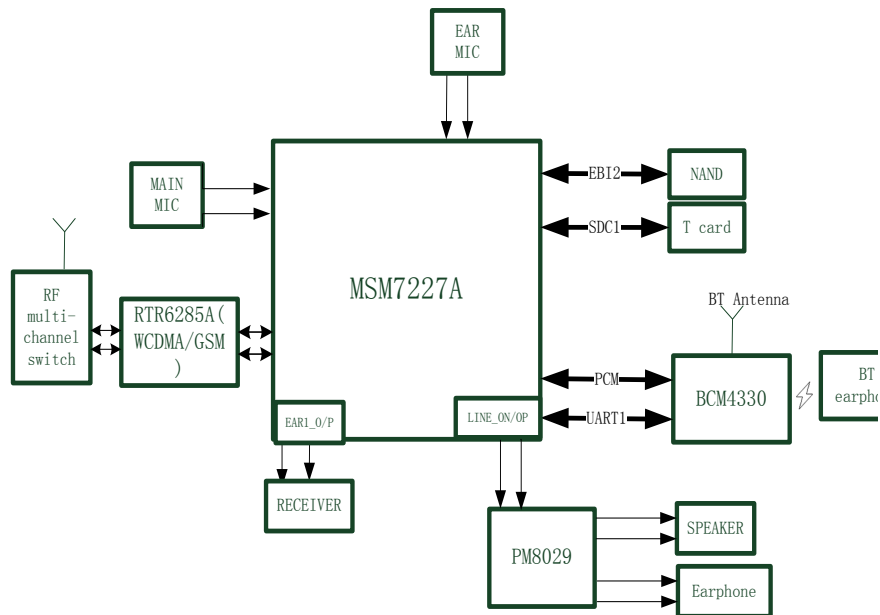 EAR
MIC
MAIN
MIC
EBI2
NAND
SDC1
T card
MSM7227A
RF
multi-
channel
switch
RTR6285A(
WCDMA/GSM
)
BT Antenna
PCM
UART1
BCM4330
BT
EAR1_O/P
LINE_ON/OP
RECEIVER
PM8029
SPEAKER
Earphone